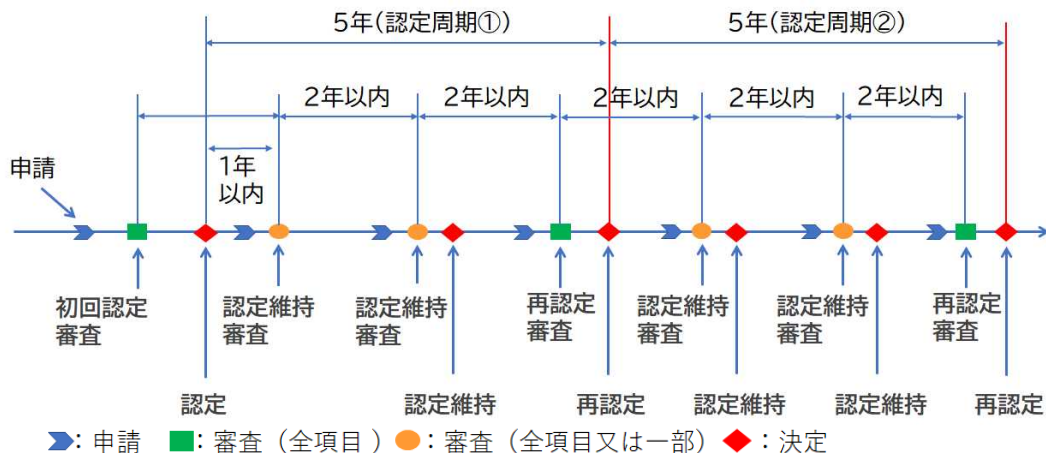 5年(認定周期①)
5年(認定周期②)
2年以内
2年以内
2年以内
2年以内
2年以内
申請
1年
以内
初回認定
審査
認定維持
審査
認定維持
審査
再認定
審査
認定維持
審査
認定維持
審査
再認定
審査
認定
認定維持
再認定
認定維持
認定維持
再認定
:申請
:審査(全項目 )
:審査(全項目又は一部)
:決定